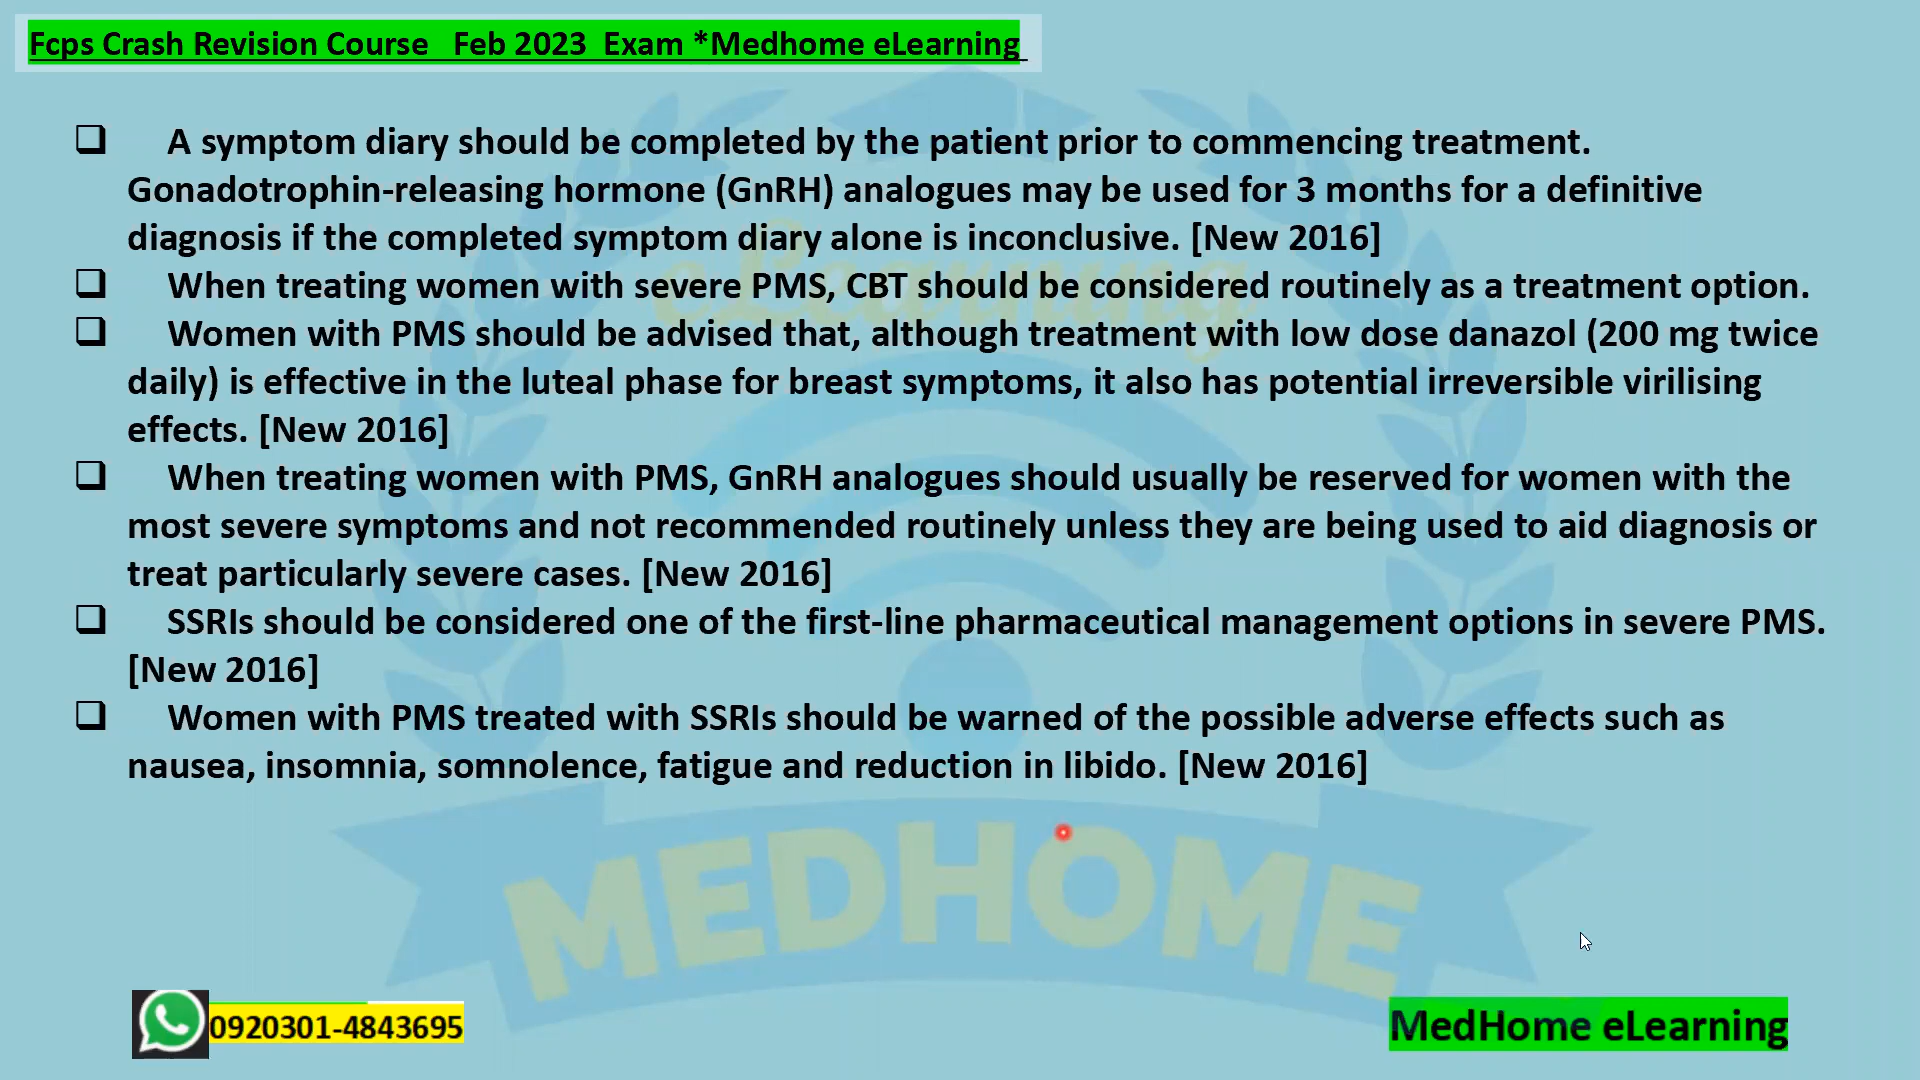 Fcps Crash Revision Course Feb 2023 Exam *Medhome eLearning
❑ A symptom diary should be completed by the patient prior to commencing treatment.
Gonadotrophin-releasing hormone (GnRH) analogues may be used for 3 months for a definitive
diagnosis if the completed symptom diary alone is inconclusive. [New 2016]
❑ When treating women with severe PMS, CBT should be considered routinely as a treatment option.
❑ Women with PMS should be advised that, although treatment with low dose danazol (200 mg twice
daily) is effective in the luteal phase for breast symptoms, it also has potential irreversible virilising
effects. [New 2016]
❑ When treating women with PMS, GnRH analogues should usually be reserved for women with the
most severe symptoms and not recommended routinely unless they are being used to aid diagnosis or
treat particularly severe cases. [New 2016]
❑ SSRIs should be considered one of the first-line pharmaceutical management options in severe PMS.
[New 2016]
❑ Women with PMS treated with SSRIs should be warned of the possible adverse effects such as
nausea, insomnia, somnolence, fatigue and reduction in libido. [New 2016]
eLearning
MEDHOME
0920301-4843695
MedHome eLearning